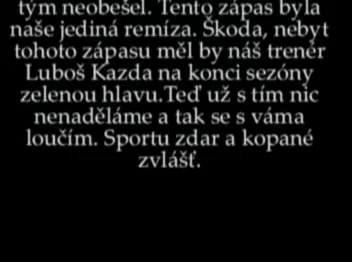 tým neobešel. Tento zápas byla
naše jediná remíza. Škoda, nebyt
tohoto zápasu měl by náš trenér
Luboš Kazda na konci sezóny
zelenou hlavu.Teď už s tím nic
nenaděláme a tak se s váma
loučím. Sportu zdar a kopané
zvlášť.